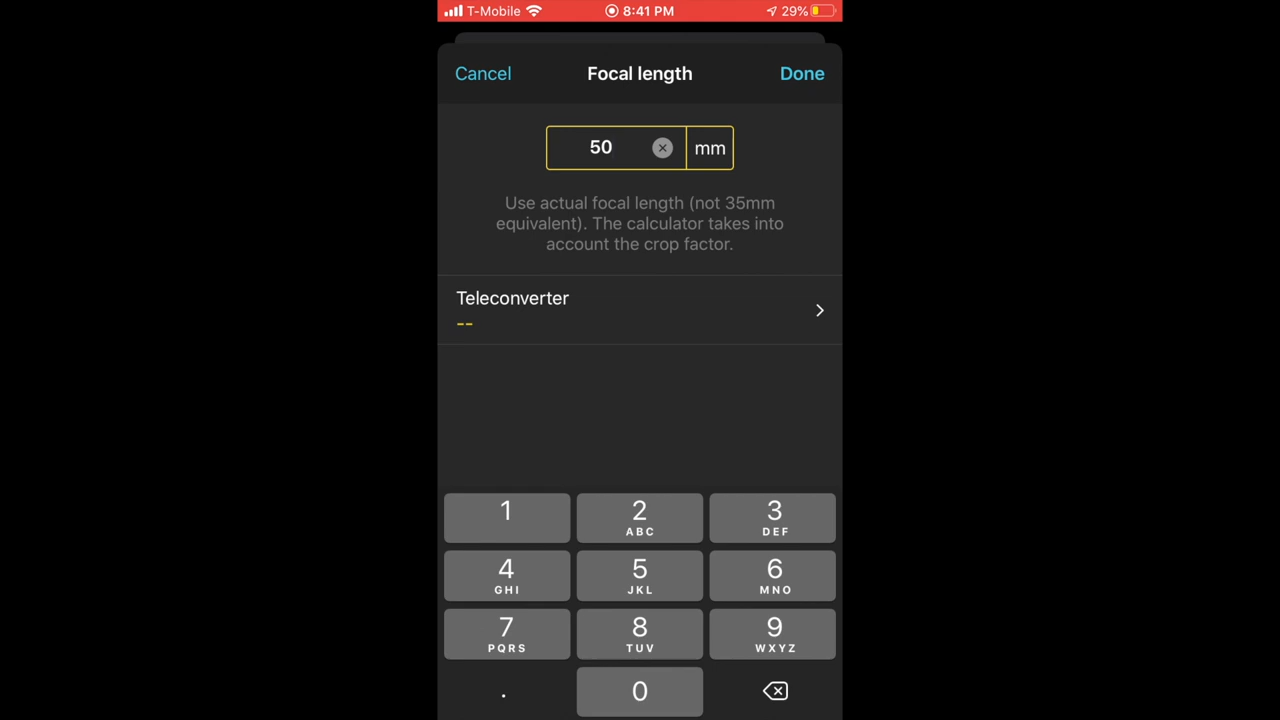 T-Mobile 8:41 PM 29%
Cancel Focal length Done
50 mm
Use actual focal length (not 35mm
equivalent). The calculator takes into
account the crop factor.
Teleconverter
--
1 2 3
ABC DEF
4 5 6
GHI JKL MNO
7 8 9
PQRS TUV WXYZ
. 0